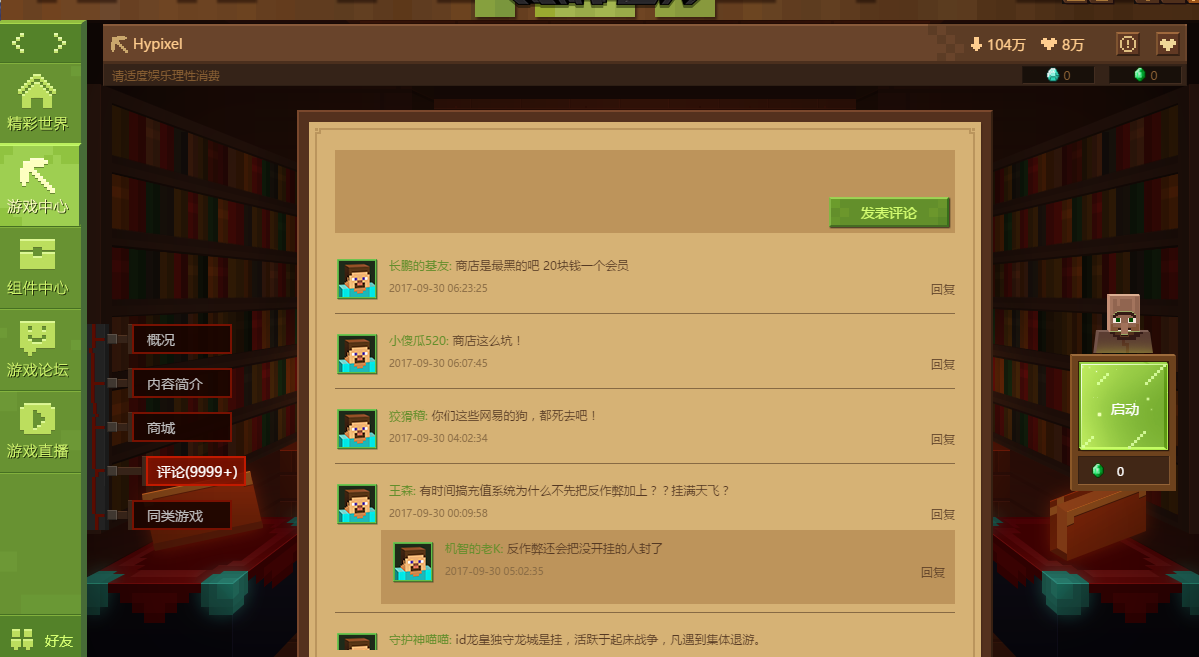 Hypixel
104万
8万
请适度娱乐理性消费
0
0
精彩世界
游戏中心
组件中心
游戏论坛
游戏直播
好友
概况
内容简介
商城
评论(9999+)
同类游戏
发表评论
长鹏的基友: 商店是最黑的吧 20块钱一个会员
2017-09-30 06:23:25
回复
小傻瓜520: 商店这么坑！
2017-09-30 06:07:45
回复
狡猾稽: 你们这些网易的狗，都死去吧！
2017-09-30 04:02:34
回复
王森: 有时间搞充值系统为什么不先把反作弊加上？？挂满天飞？
2017-09-30 00:09:58
回复
机智的老K: 反作弊还会把没开挂的人封了
2017-09-30 05:02:35
回复
守护神喵喵: id龙皇独守龙城是挂，活跃于起床战争，凡遇到集体退游。
启动
0